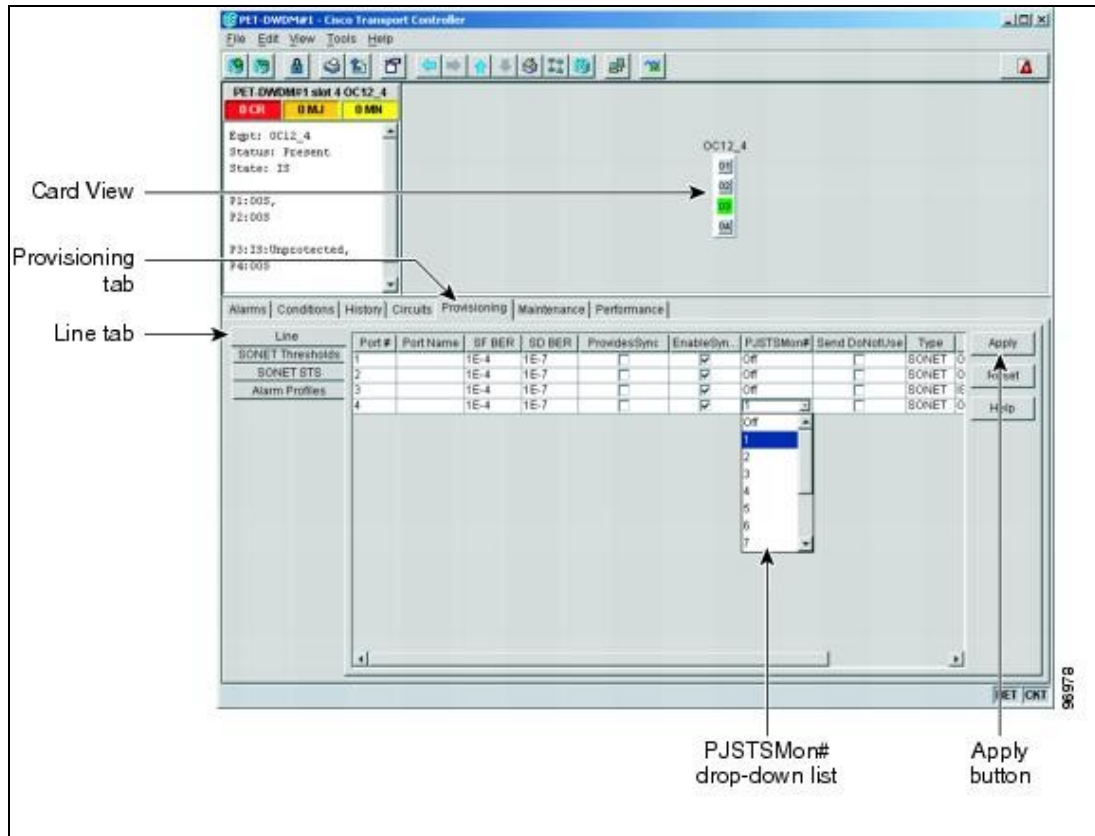 PET-DWDM#1 - Cisco Transport Controller
File Edit View Tools Help
PET-DWDM#1 slot 4 OC12_4
0 CR 0 MJ 0 MN
Eqpt: OC12_4
Status: Present
State: IS
P1:OOS,
P2:OOS
P3:IS:Unprotected,
P4:OOS
OC12_4
01
02
03
04
Card View
Provisioning
tab
Line tab
Alarms Conditions History Circuits Provisioning Maintenance Performance
Line
SONET Thresholds
SONET STS
Alarm Profiles
Port # Port Name SF BER SD BER ProvidesSync EnableSyn... PJSTSMon# Send DoNotUse Type
1 1E-4 1E-7 Off SONET O
2 1E-4 1E-7 Off SONET O
3 1E-4 1E-7 Off SONET
4 1E-4 1E-7 1 SONET O
Off
1
2
3
4
5
6
7
Apply
Reset
Help
NET CKT
96978
PJSTSMon#
drop-down list
Apply
button